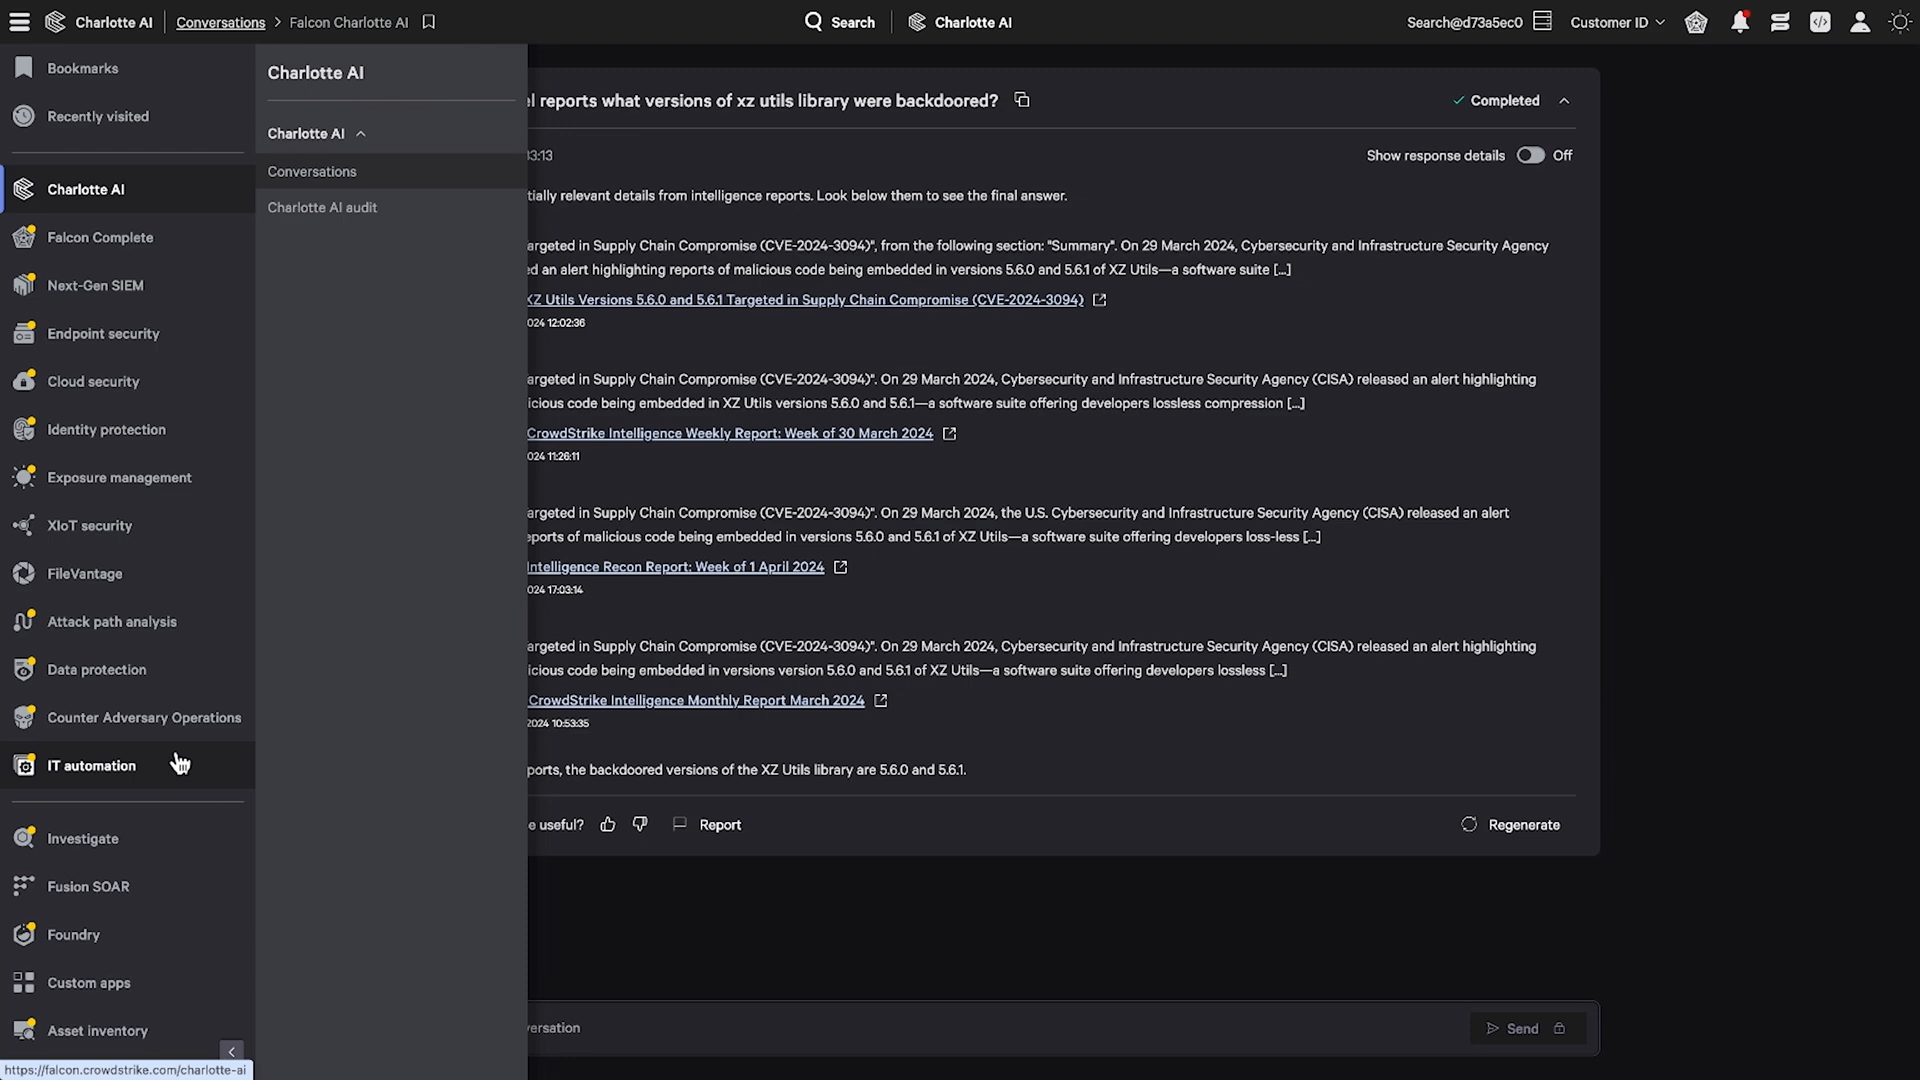 Charlotte AI
Conversations > Falcon Charlotte AI
Search
Charlotte AI
Search@d73a5ec0
Customer ID
Bookmarks
Recently visited
Charlotte AI
Falcon Complete
Next-Gen SIEM
Endpoint security
Cloud security
Identity protection
Exposure management
XIoT security
FileVantage
Attack path analysis
Data protection
Counter Adversary Operations
IT automation
Investigate
Fusion SOAR
Foundry
Custom apps
Asset inventory
https://falcon.crowdstrike.com/charlotte-ai
Charlotte AI
Charlotte AI
Conversations
Charlotte AI audit
reports what versions of xz utils library were backdoored?
Completed
3:13
Show response details
Off
tially relevant details from intelligence reports. Look below them to see the final answer.
argeted in Supply Chain Compromise (CVE-2024-3094)", from the following section: "Summary". On 29 March 2024, Cybersecurity and Infrastructure Security Agency
d an alert highlighting reports of malicious code being embedded in versions 5.6.0 and 5.6.1 of XZ Utils—a software suite [...]
XZ Utils Versions 5.6.0 and 5.6.1 Targeted in Supply Chain Compromise (CVE-2024-3094)
024 12:02:36
argeted in Supply Chain Compromise (CVE-2024-3094)". On 29 March 2024, Cybersecurity and Infrastructure Security Agency (CISA) released an alert highlighting
icious code being embedded in XZ Utils versions 5.6.0 and 5.6.1—a software suite offering developers lossless compression [...]
CrowdStrike Intelligence Weekly Report: Week of 30 March 2024
024 11:26:11
argeted in Supply Chain Compromise (CVE-2024-3094)". On 29 March 2024, the U.S. Cybersecurity and Infrastructure Security Agency (CISA) released an alert
eports of malicious code being embedded in versions 5.6.0 and 5.6.1 of XZ Utils—a software suite offering developers loss-less [...]
Intelligence Recon Report: Week of 1 April 2024
024 17:03:14
argeted in Supply Chain Compromise (CVE-2024-3094)". On 29 March 2024, Cybersecurity and Infrastructure Security Agency (CISA) released an alert highlighting
icious code being embedded in versions version 5.6.0 and 5.6.1 of XZ Utils—a software suite offering developers lossless [...]
CrowdStrike Intelligence Monthly Report March 2024
2024 10:53:35
ports, the backdoored versions of the XZ Utils library are 5.6.0 and 5.6.1.
e useful?
Report
Regenerate
versation
Send